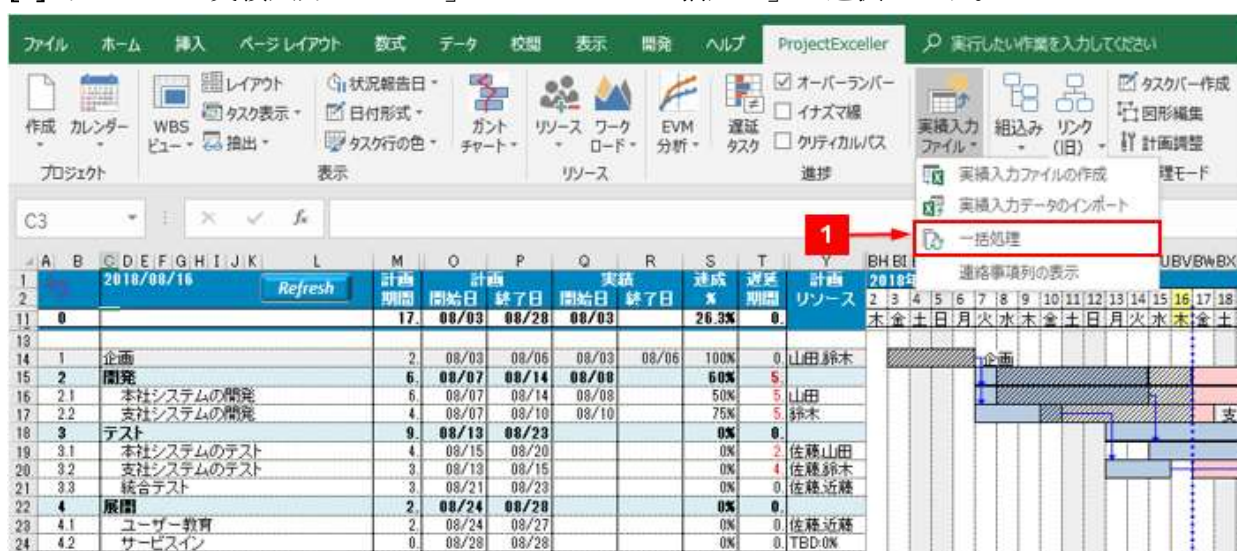 ファイル ホーム 挿入 ページ レイアウト 数式 データ 校閲 表示 開発 ヘルプ ProjectExceller 実行したい作業を入力してください
レイアウト 状況報告日 オーバーランバー タスクバー作成
タスク表示 日付形式 イナズマ線 図形編集
抽出 タスク行の色 クリティカルパス 計画調整
作成 カレンダー WBS ビュー ガント チャート リソース ワーク ロード EVM 分析 遅延 タスク 実績入力 ファイル 組込み リンク (旧)
プロジェクト 表示 リソース 進捗 理モード
実績入力ファイルの作成
実績入力データのインポート
1 一括処理
連絡事項列の表示
C3 fx
A B C D E F G H I J K L M O P Q R S T Y BH BI UBVBWBX
1 2018/08/16 Refresh 計画 計画 実績 達成 遅延 計画 2018年
2 期間 開始日 終了日 開始日 終了日 % 期間 リソース 2 3 4 5 6 7 8 9 10 11 12 13 14 15 16 17 18
11 0 17. 08/03 08/28 08/03 26.3% 0. 木 金 土 日 月 火 水 木 金 土 日 月 火 水 木 金 土
13
14 1 企画 2. 08/03 08/06 08/03 08/06 100% 0. 山田,鈴木 企画
15 2 開発 6. 08/07 08/14 08/08 60% 5.
16 2.1 本社システムの開発 6. 08/07 08/14 08/08 50% 5. 山田
17 2.2 支社システムの開発 4. 08/07 08/10 08/10 75% 5. 鈴木 支
18 3 テスト 9. 08/13 08/23 0% 0.
19 3.1 本社システムのテスト 4. 08/15 08/20 0% 2. 佐藤,山田
20 3.2 支社システムのテスト 3. 08/13 08/15 0% 4. 佐藤,鈴木
21 3.3 統合テスト 3. 08/21 08/23 0% 0. 佐藤,近藤
22 4 展開 2. 08/24 08/28 0% 0.
23 4.1 ユーザー教育 2. 08/24 08/27 0% 0. 佐藤,近藤
24 4.2 サービスイン 0. 08/28 08/28 0% 0. TBD:0%